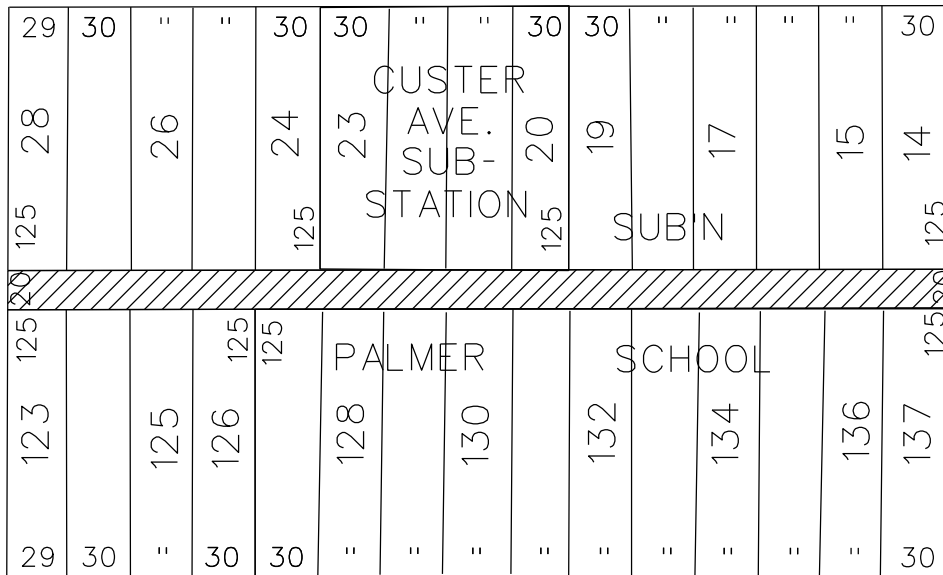 29 30 " " 30 30 " " 30 30 " " " " 30
28 26 24 23 20 19 17 15 14
CUSTER
AVE.
SUB-
STATION
125 125 125 125
SUB'N
20 20
125 125 125 125
PALMER SCHOOL
123 125 126 128 130 132 134 136 137
29 30 " 30 30 " " " " " " " " " 30